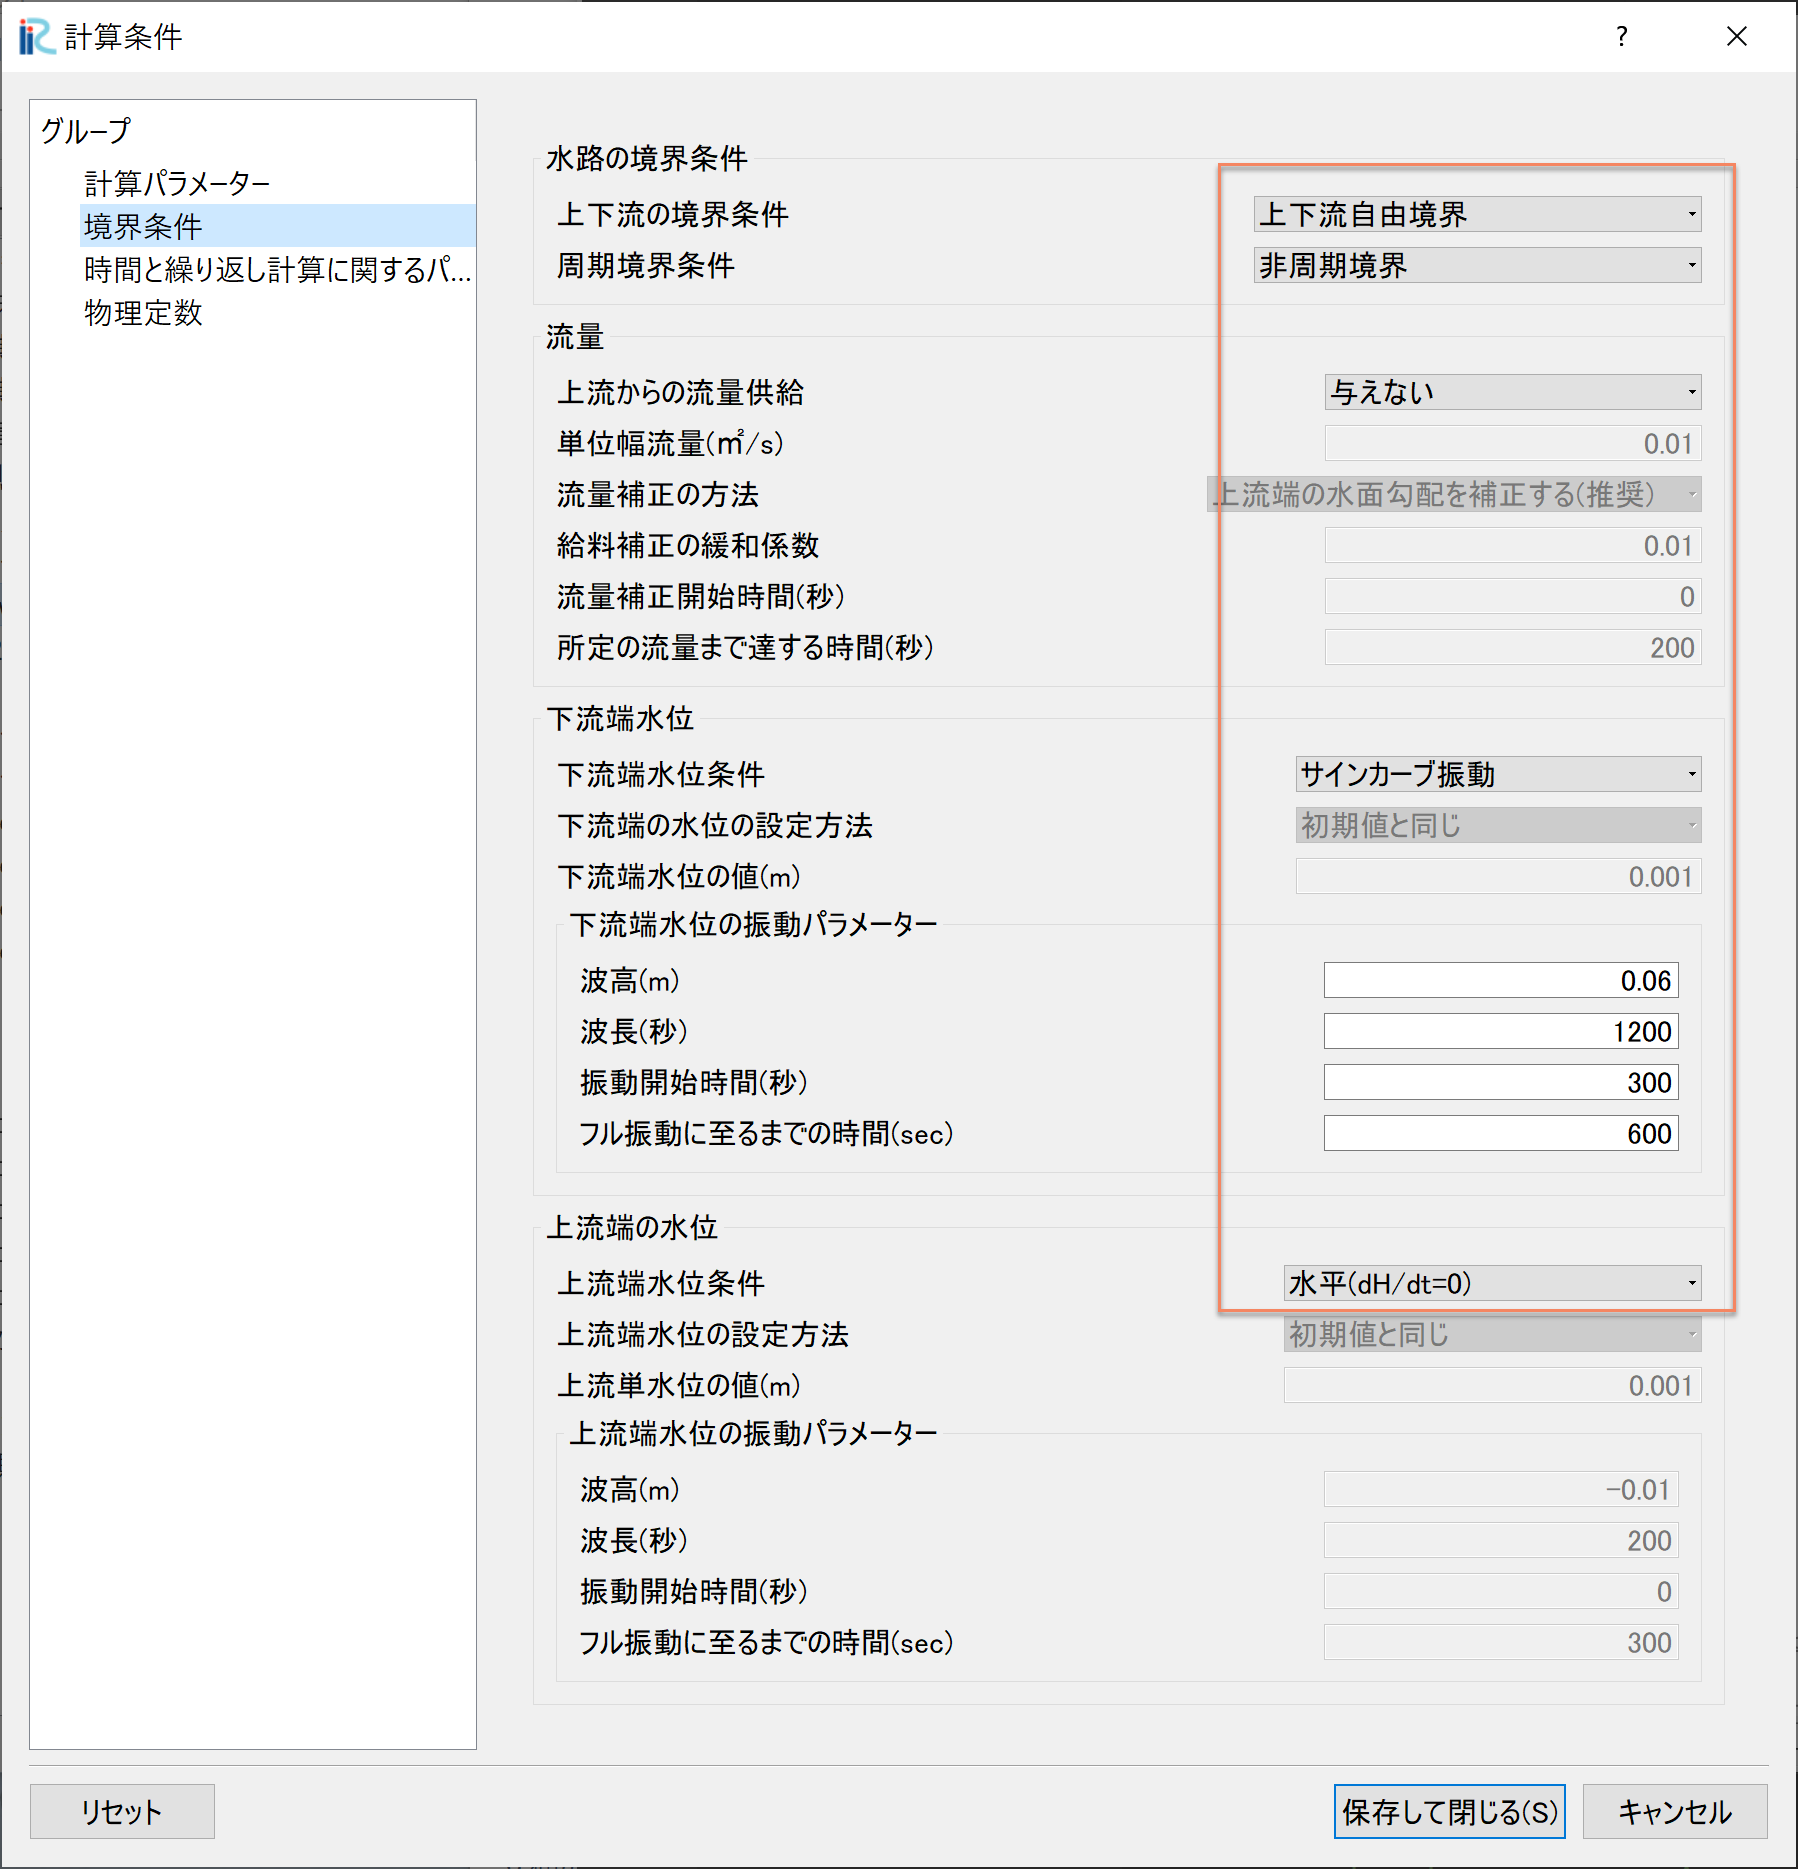 計算条件
グループ
計算パラメーター
境界条件
時間と繰り返し計算に関するパ...
物理定数
水路の境界条件
上下流の境界条件 上下流自由境界
周期境界条件 非周期境界
流量
上流からの流量供給 与えない
単位幅流量(㎡/s) 0.01
流量補正の方法 上流端の水面勾配を補正する(推奨)
給料補正の緩和係数 0.01
流量補正開始時間(秒) 0
所定の流量まで達する時間(秒) 200
下流端水位
下流端水位条件 サインカーブ振動
下流端の水位の設定方法 初期値と同じ
下流端水位の値(m) 0.001
下流端水位の振動パラメーター
波高(m) 0.06
波長(秒) 1200
振動開始時間(秒) 300
フル振動に至るまでの時間(sec) 600
上流端の水位
上流端水位条件 水平(dH/dt=0)
上流端水位の設定方法 初期値と同じ
上流単水位の値(m) 0.001
上流端水位の振動パラメーター
波高(m) -0.01
波長(秒) 200
振動開始時間(秒) 0
フル振動に至るまでの時間(sec) 300
リセット 保存して閉じる(S) キャンセル